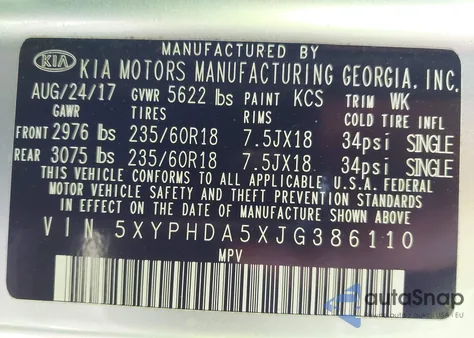 MANUFACTURED BY
KIA KIA MOTORS MANUFACTURING GEORGIA, INC.
AUG/24/17 GVWR 5622 lbs PAINT KCS TRIM WK
GAWR TIRES RIMS COLD TIRE INFL
FRONT 2976 lbs 235/60R18 7.5JX18 34psi SINGLE
REAR 3075 lbs 235/60R18 7.5JX18 34psi SINGLE
THIS VEHICLE CONFORMS TO ALL APPLICABLE U.S.A. FEDERAL
MOTOR VEHICLE SAFETY AND THEFT PREVENTION STANDARDS
IN EFFECT ON THE DATE OF MANUFACTURE SHOWN ABOVE.
VIN 5XYPHDA5XJG386110
MPV
autoSnap